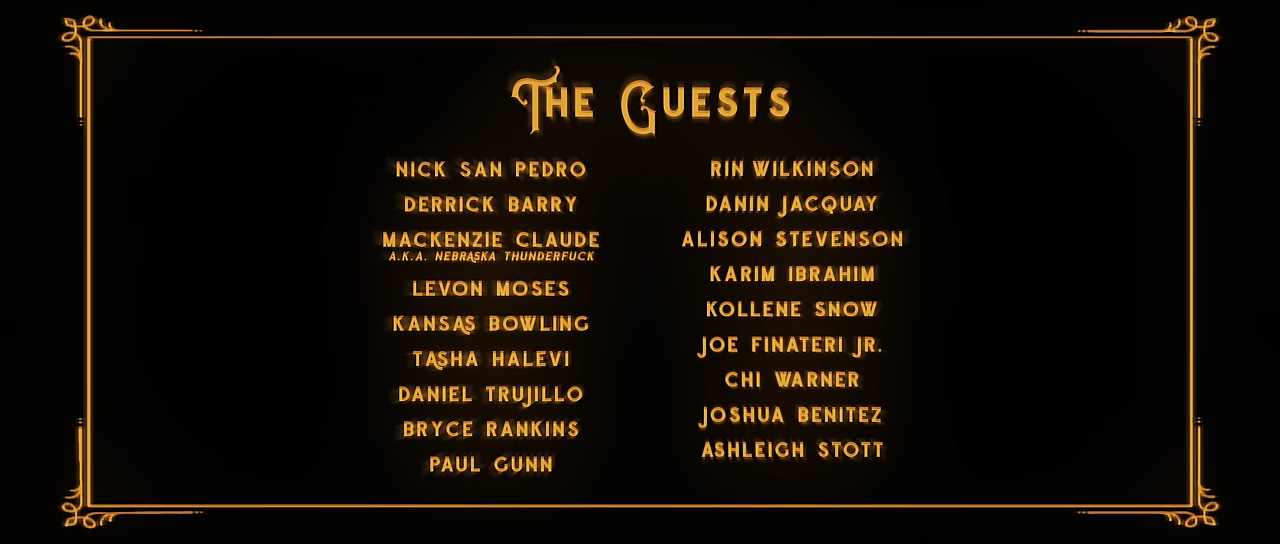 THE GUESTS
NICK SAN PEDRO
DERRICK BARRY
MACKENZIE CLAUDE
A.K.A. NEBRASKA THUNDERFUCK
LEVON MOSES
KANSAS BOWLING
TASHA HALEVI
DANIEL TRUJILLO
BRYCE RANKINS
PAUL GUNN
RIN WILKINSON
DANIN JACQUAY
ALISON STEVENSON
KARIM IBRAHIM
KOLLENE SNOW
JOE FINATERI JR.
CHI WARNER
JOSHUA BENITEZ
ASHLEIGH STOTT